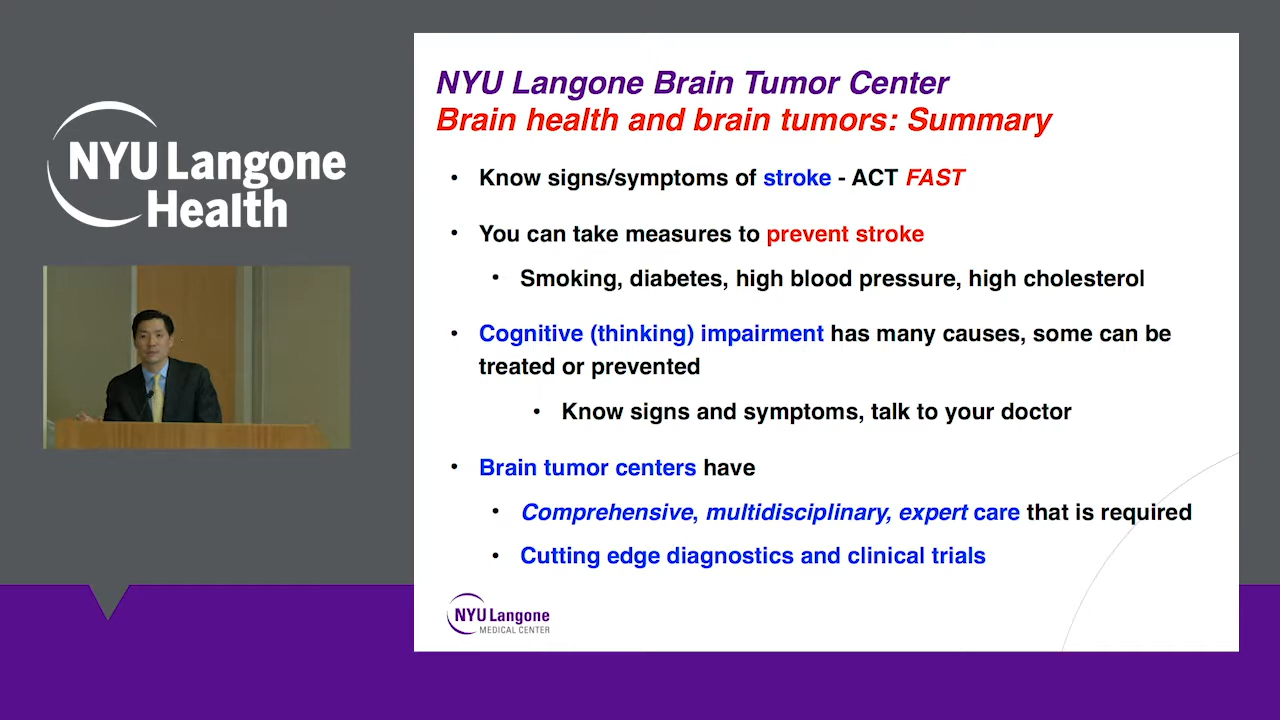 NYU Langone
Health
NYU Langone Brain Tumor Center
Brain health and brain tumors: Summary
• Know signs/symptoms of stroke - ACT FAST
• You can take measures to prevent stroke
• Smoking, diabetes, high blood pressure, high cholesterol
• Cognitive (thinking) impairment has many causes, some can be
treated or prevented
• Know signs and symptoms, talk to your doctor
• Brain tumor centers have
• Comprehensive, multidisciplinary, expert care that is required
• Cutting edge diagnostics and clinical trials
NYU Langone
MEDICAL CENTER